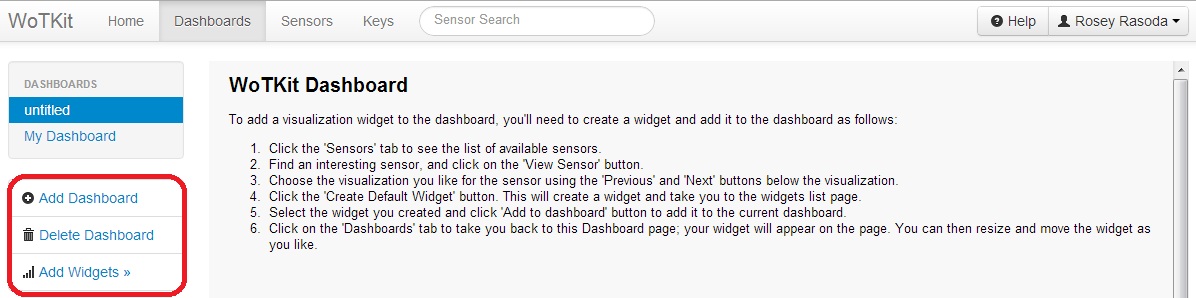 WoTKit Home Dashboards Sensors Keys Sensor Search Help Rosey Rasoda
DASHBOARDS
untitled
My Dashboard
Add Dashboard
Delete Dashboard
Add Widgets »
WoTKit Dashboard
To add a visualization widget to the dashboard, you'll need to create a widget and add it to the dashboard as follows:
1. Click the 'Sensors' tab to see the list of available sensors.
2. Find an interesting sensor, and click on the 'View Sensor' button.
3. Choose the visualization you like for the sensor using the 'Previous' and 'Next' buttons below the visualization.
4. Click the 'Create Default Widget' button. This will create a widget and take you to the widgets list page.
5. Select the widget you created and click 'Add to dashboard' button to add it to the current dashboard.
6. Click on the 'Dashboards' tab to take you back to this Dashboard page; your widget will appear on the page. You can then resize and move the widget as
you like.